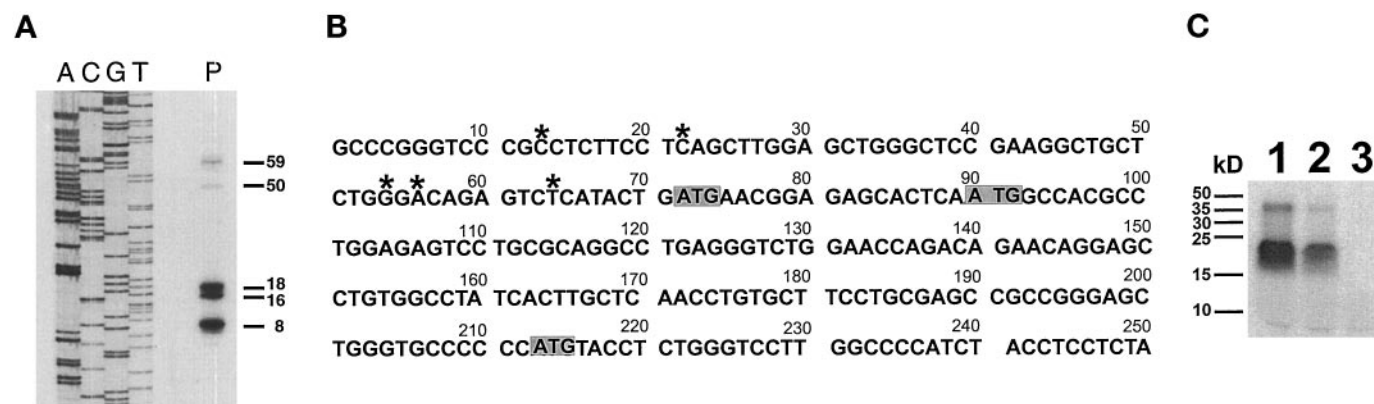 A
A C G T P
59
50
18
16
8
B
10 * 20 * 30 40 50
GCCCGGGTCC CGCCTCTTCC TCAGCTTGGA GCTGGGCTCC GAAGGCTGCT
* * 60 * 70 80 90 100
CTGGGACAGA GTCTCATACT GATGAACGGA GAGCACTCAA TGGCCACGCC
110 120 130 140 150
TGGAGAGTCC TGCGCAGGCC TGAGGGTCTG GAACCAGACA GAACAGGAGC
160 170 180 190 200
CTGTGGCCTA TCACTTGCTC AACCTGTGCT TCCTGCGAGC CGCCGGGAGC
210 220 230 240 250
TGGGTGCCCC CCATGTACCT CTGGGTCCTT GGCCCCATCT ACCTCCTCTA
C
kD 1 2 3
50
35
30
25
15
10